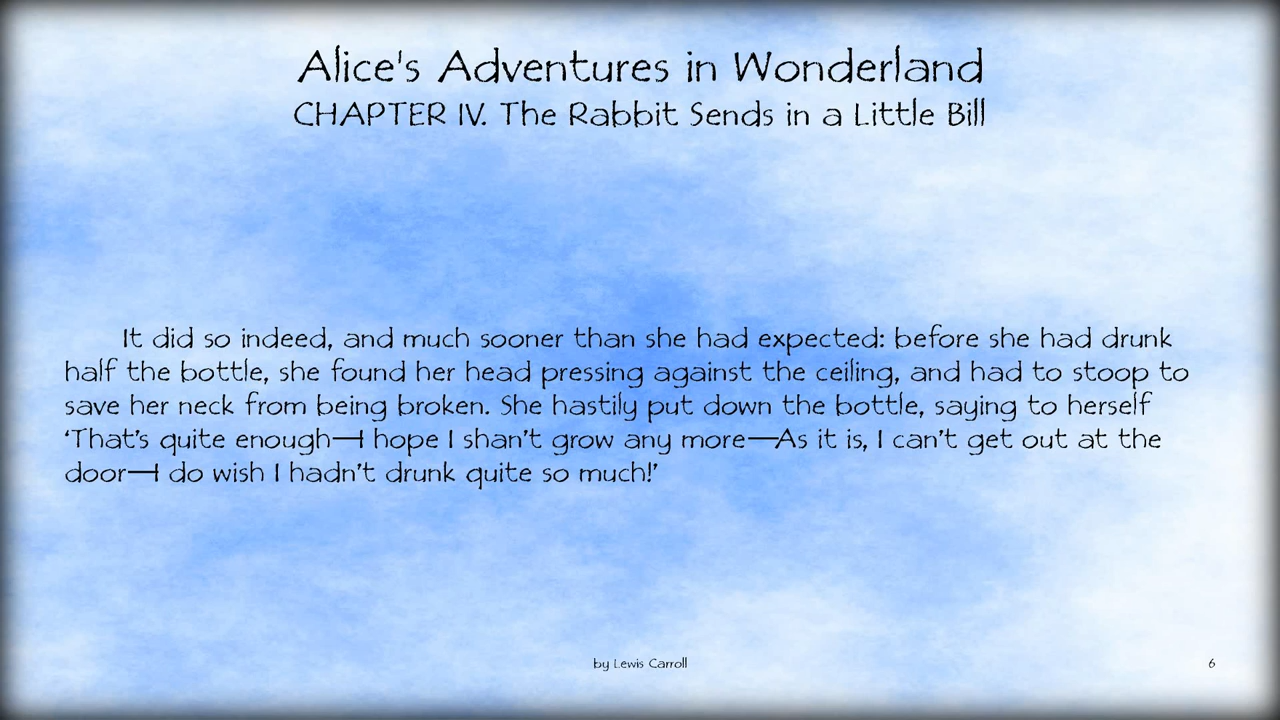 Alice's Adventures in Wonderland
CHAPTER IV. The Rabbit Sends in a Little Bill
It did so indeed, and much sooner than she had expected: before she had drunk
half the bottle, she found her head pressing against the ceiling, and had to stoop to
save her neck from being broken. She hastily put down the bottle, saying to herself
‘That’s quite enough—I hope I shan’t grow any more—As it is, I can’t get out at the
door—I do wish I hadn’t drunk quite so much!’
by Lewis Carroll
6